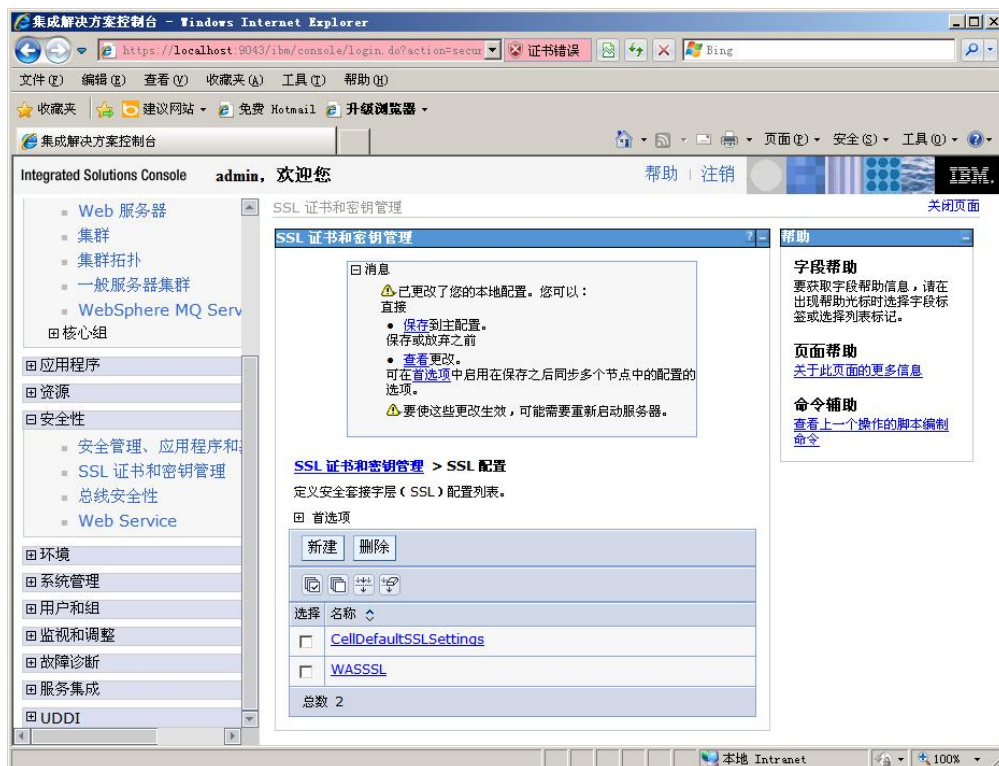 集成解决方案控制台 - Windows Internet Explorer
https://localhost:9043/ibm/console/login.do?action=secur
证书错误
Bing
文件(F) 编辑(E) 查看(V) 收藏夹(A) 工具(T) 帮助(H)
收藏夹 建议网站 免费 Hotmail 升级浏览器
集成解决方案控制台
页面(P) 安全(S) 工具(O)
Integrated Solutions Console admin, 欢迎您
帮助 | 注销
IBM.
Web 服务器
集群
集群拓扑
一般服务器集群
WebSphere MQ Serv
核心组
应用程序
资源
安全性
安全管理、应用程序和
SSL 证书和密钥管理
总线安全性
Web Service
环境
系统管理
用户和组
监视和调整
故障诊断
服务集成
UDDI
SSL 证书和密钥管理
关闭页面
SSL 证书和密钥管理
消息
已更改了您的本地配置。您可以：
直接
保存到主配置。
保存或放弃之前
查看更改。
可在首选项中启用在保存之后同步多个节点中的配置的
选项。
要使这些更改生效，可能需要重新启动服务器。
SSL 证书和密钥管理 > SSL 配置
定义安全套接字层（SSL）配置列表。
首选项
新建 删除
选择 名称
CellDefaultSSLSettings
WASSSL
总数 2
帮助
字段帮助
要获取字段帮助信息，请在
出现帮助光标时选择字段标
签或选择列表标记。
页面帮助
关于此页面的更多信息
命令辅助
查看上一个操作的脚本编制
命令
本地 Intranet
100%